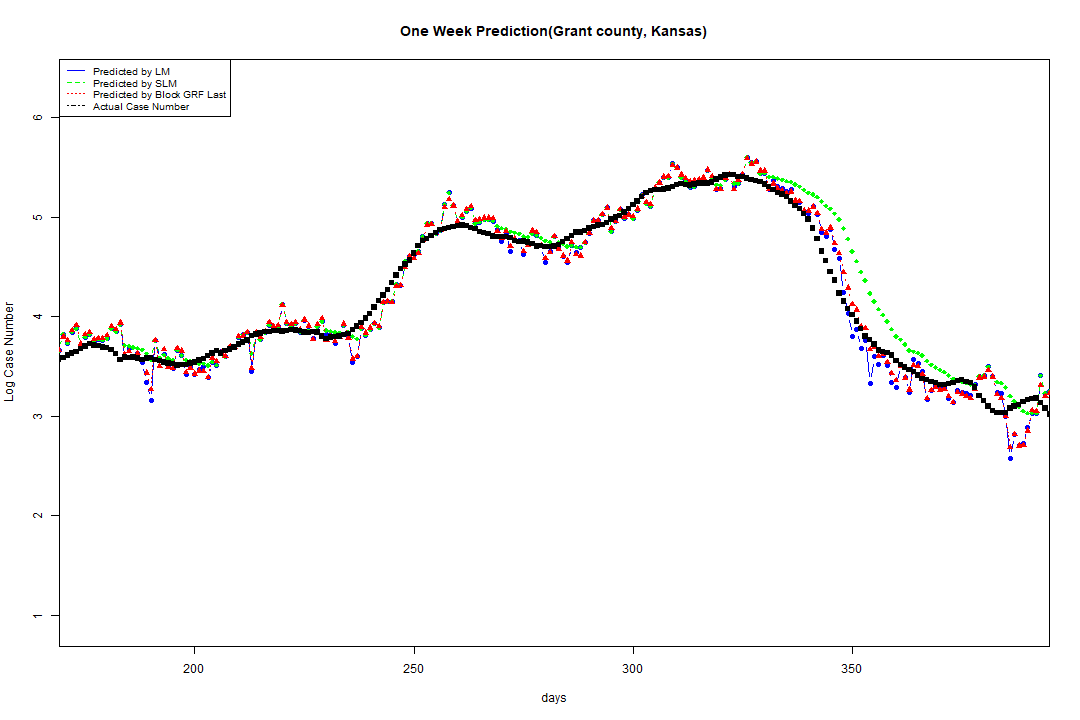 One Week Prediction(Grant county, Kansas)
Predicted by LM
Predicted by SLM
Predicted by Block GRF Last
Actual Case Number
6
5
4
3
2
1
Log Case Number
200 250 300 350
days